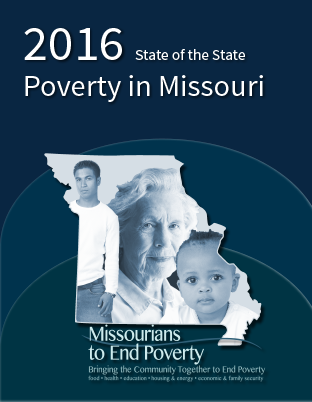 2016 State of the State
Poverty in Missouri
Missourians
to End Poverty
Bringing the Community Together to End Poverty
food • health • education • housing & energy • economic & family security